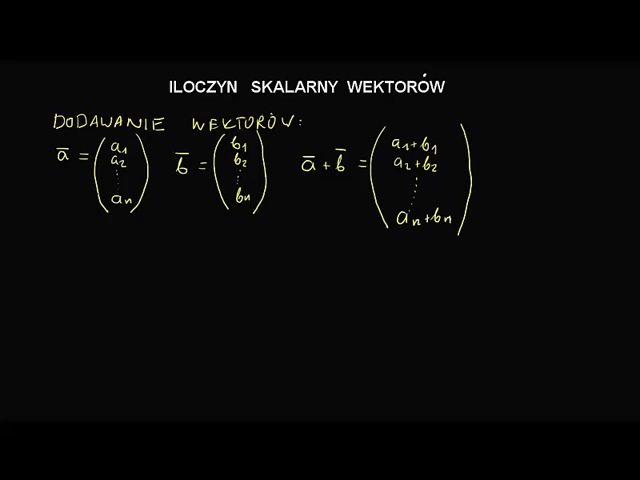 ILOCZYN SKALARNY WEKTORÓW
DODAWANIE WEKTORÓW:
a̅ = (a₁ a₂ ⋮ aₙ) b̅ = (b₁ b₂ ⋮ bₙ) a̅ + b̅ = (a₁+b₁ a₂+b₂ ⋮ aₙ+bₙ)